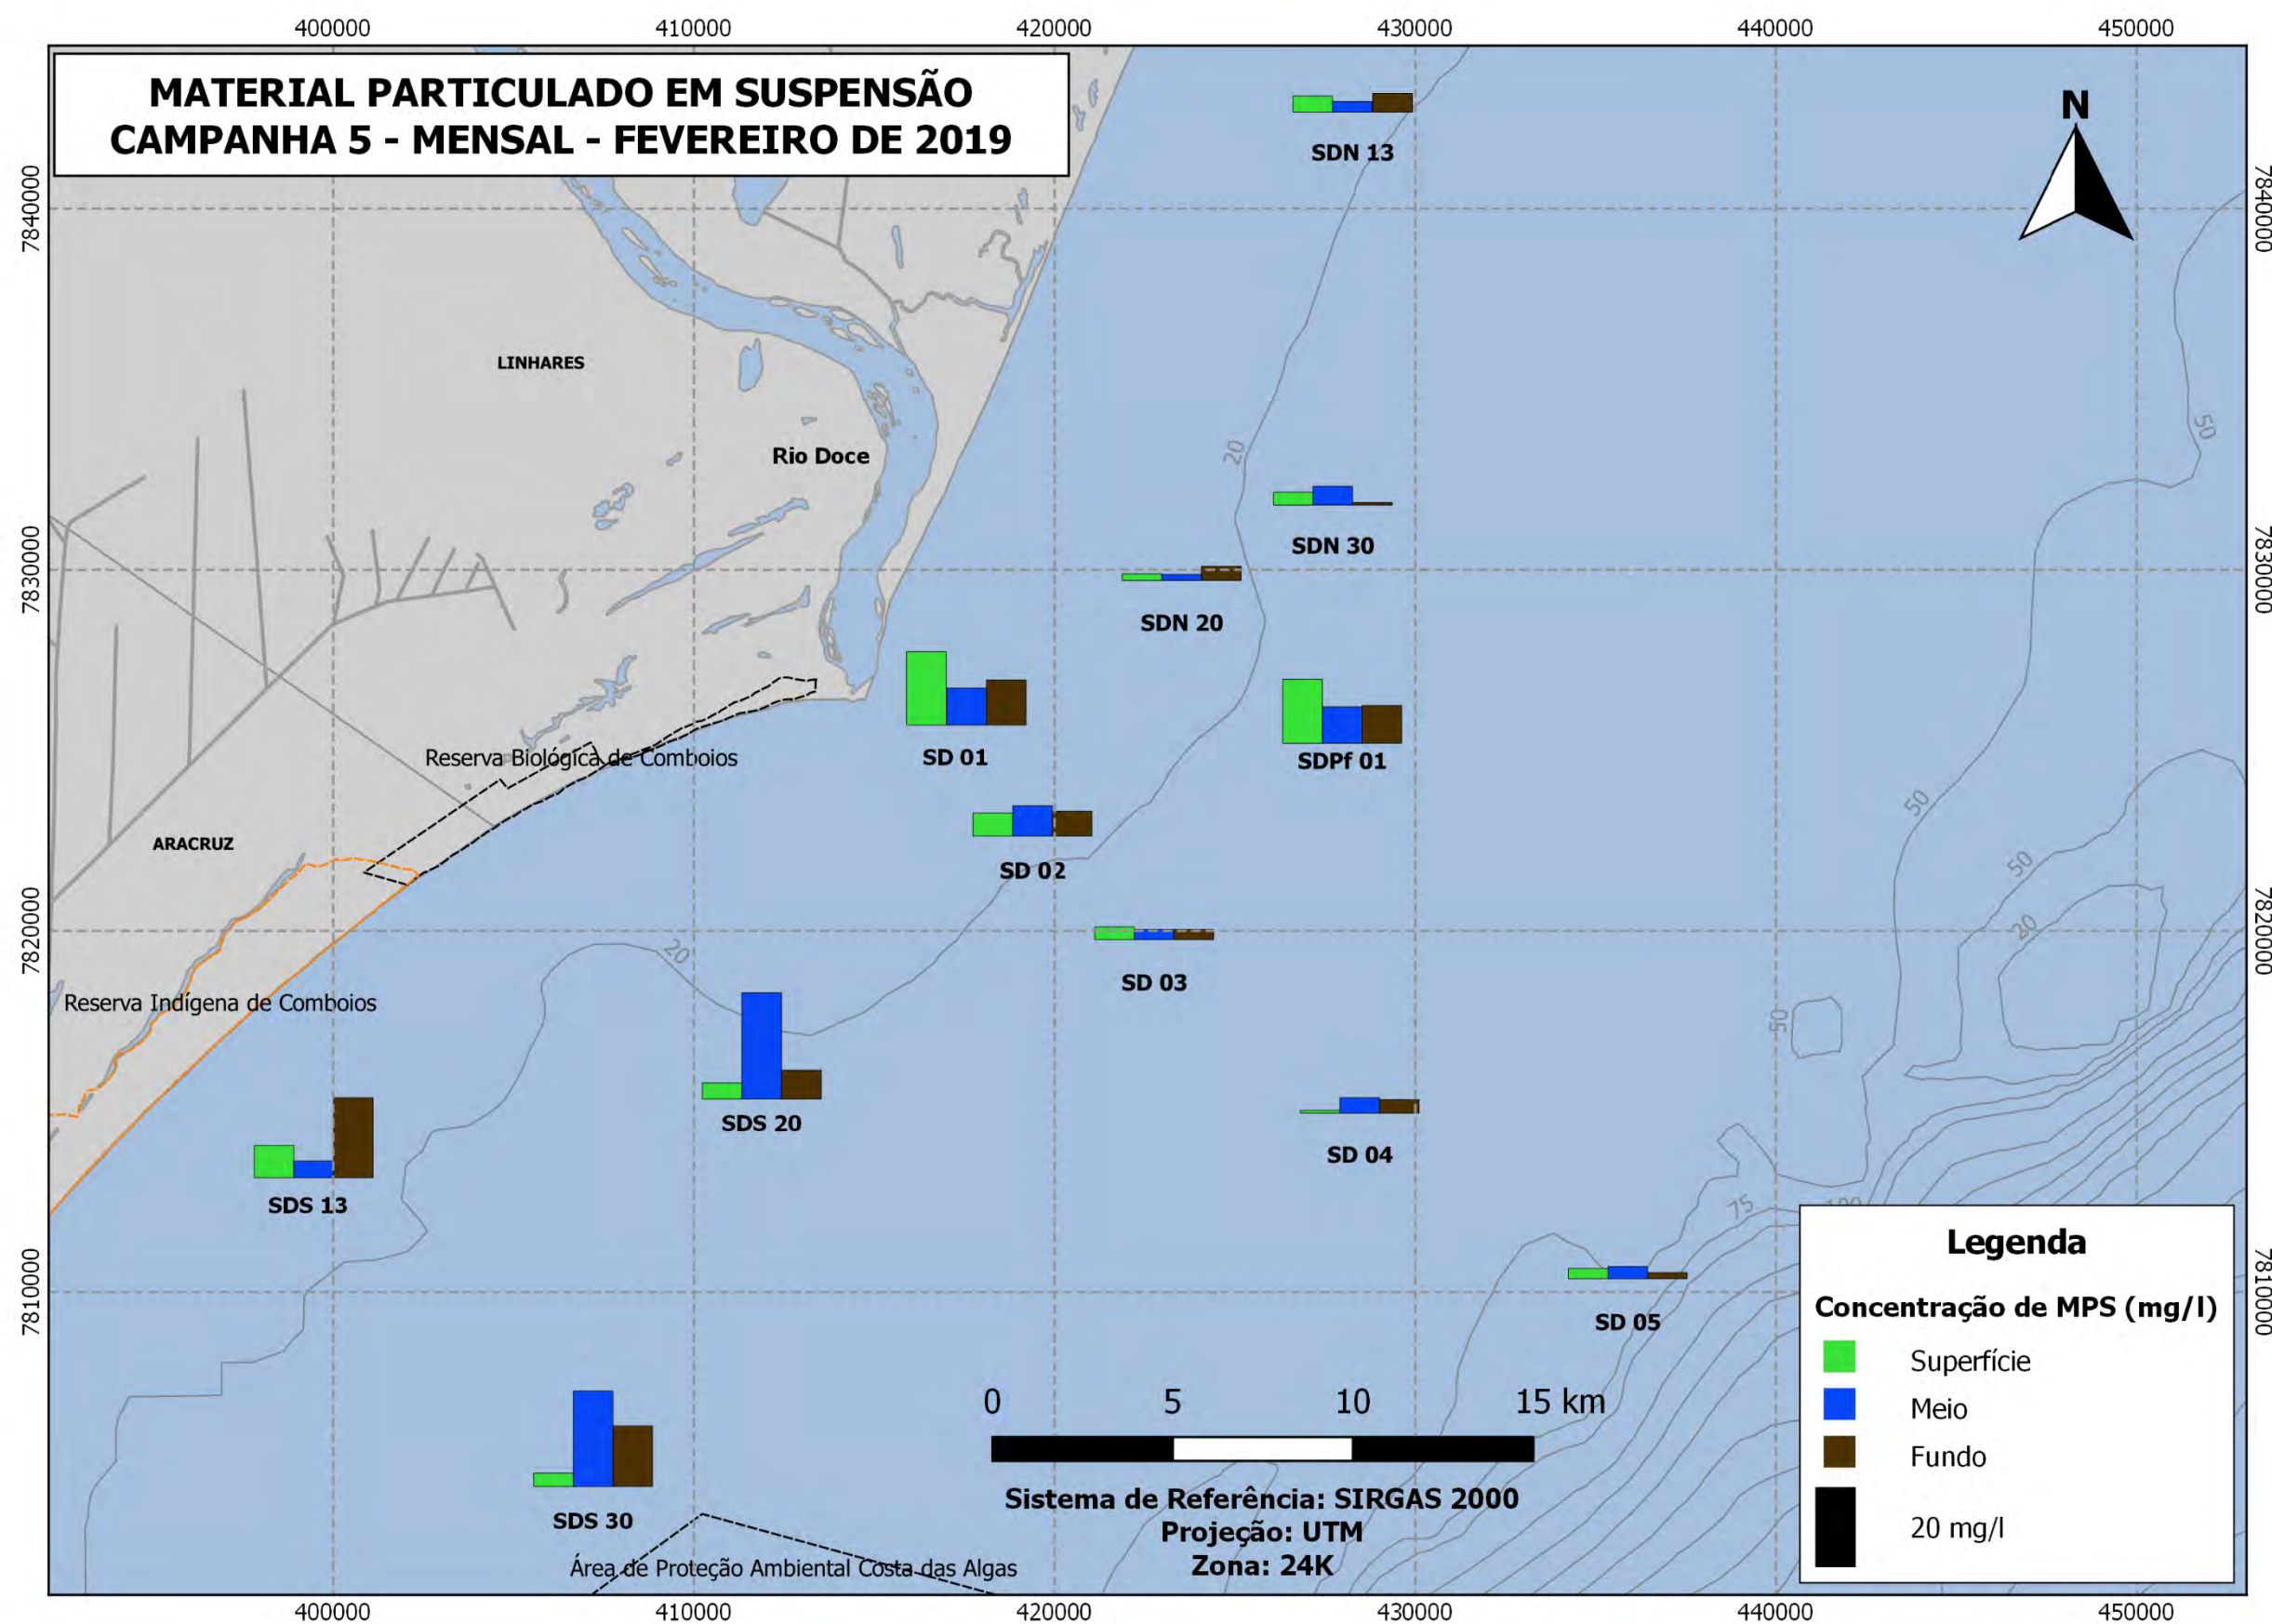 400000
410000
420000
430000
440000
450000
MATERIAL PARTICULADO EM SUSPENSÃO
CAMPANHA 5 - MENSAL - FEVEREIRO DE 2019
N
SDN 13
7840000
7840000
LINHARES
50
20
Rio Doce
SDN 30
7830000
7830000
SDN 20
SD 01
SDPf 01
Reserva Biológica de Comboios
50
ARACRUZ
SD 02
50
20
7820000
7820000
20
SD 03
Reserva Indígena de Comboios
50
SDS 20
SD 04
SDS 13
75
100
7810000
7810000
SD 05
Legenda
Concentração de MPS (mg/l)
Superfície
Meio
Fundo
20 mg/l
0 5 10 15 km
Sistema de Referência: SIRGAS 2000
Projeção: UTM
Zona: 24K
SDS 30
Área de Proteção Ambiental Costa das Algas
400000
410000
420000
430000
440000
450000